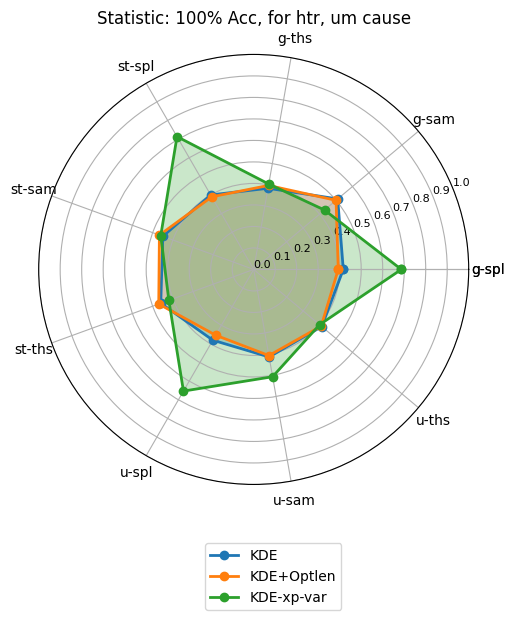 Statistic: 100% Acc, for htr, um cause
g-ths
st-spl
g-sam
1.0
0.9
0.8
0.7
0.6
0.5
0.4
0.3
0.2
0.1
0.0
st-sam
g-spl
st-ths
u-ths
u-spl
u-sam
KDE
KDE+Optlen
KDE-xp-var